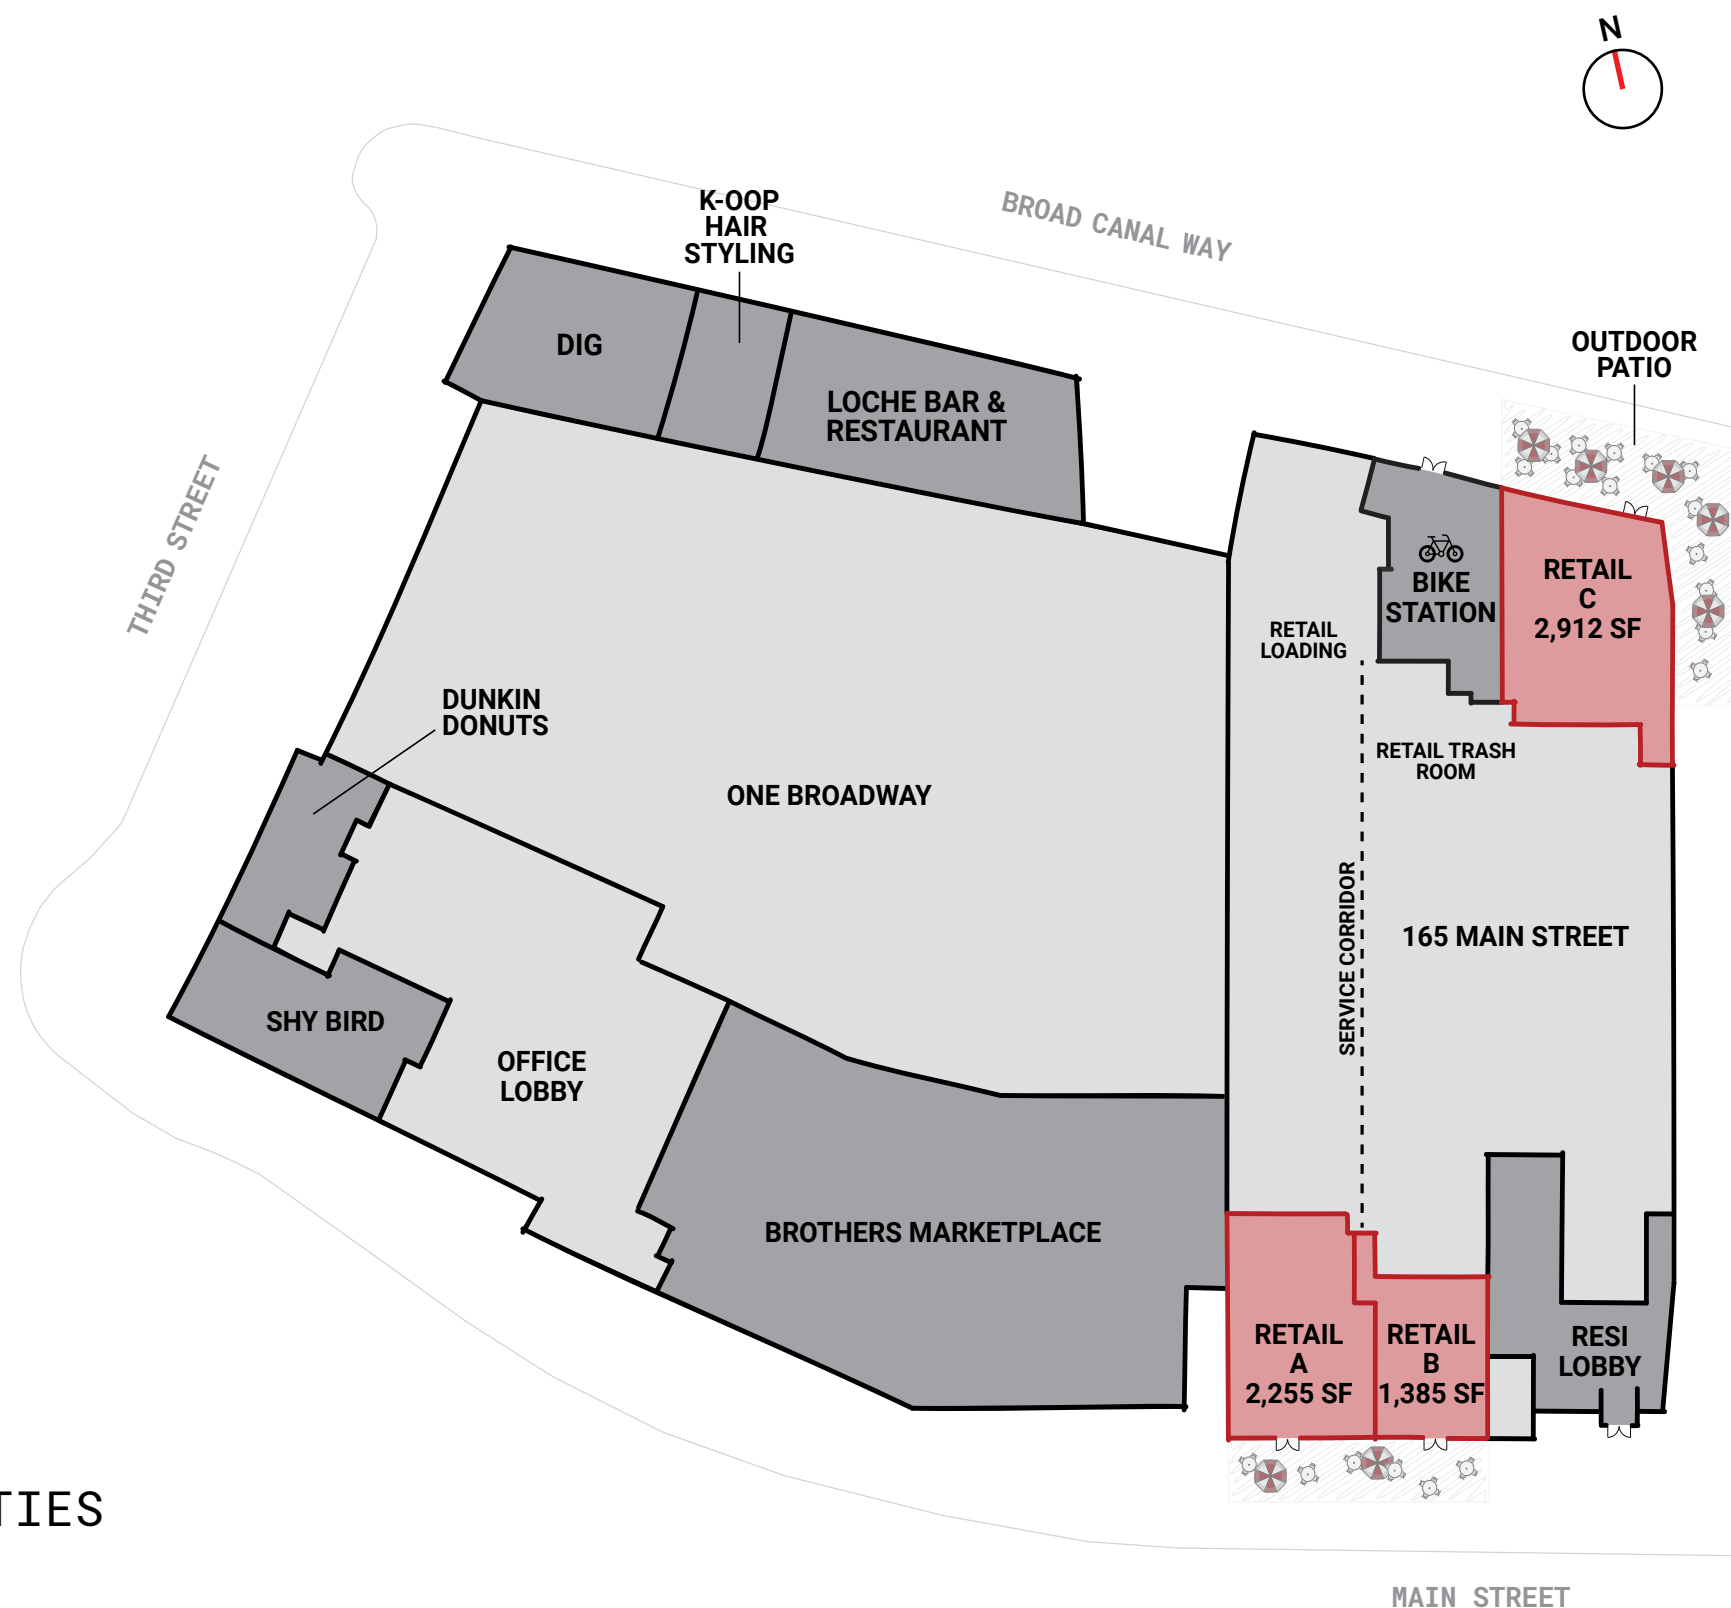 N
BROAD CANAL WAY
K-OOP
HAIR
STYLING
DIG
LOCHE BAR &
RESTAURANT
OUTDOOR
PATIO
THIRD STREET
BIKE
STATION
RETAIL
C
2,912 SF
RETAIL
LOADING
DUNKIN
DONUTS
RETAIL TRASH
ROOM
ONE BROADWAY
SERVICE CORRIDOR
165 MAIN STREET
SHY BIRD
OFFICE
LOBBY
BROTHERS MARKETPLACE
RETAIL
A
2,255 SF
RETAIL
B
1,385 SF
RESI
LOBBY
TIES
MAIN STREET